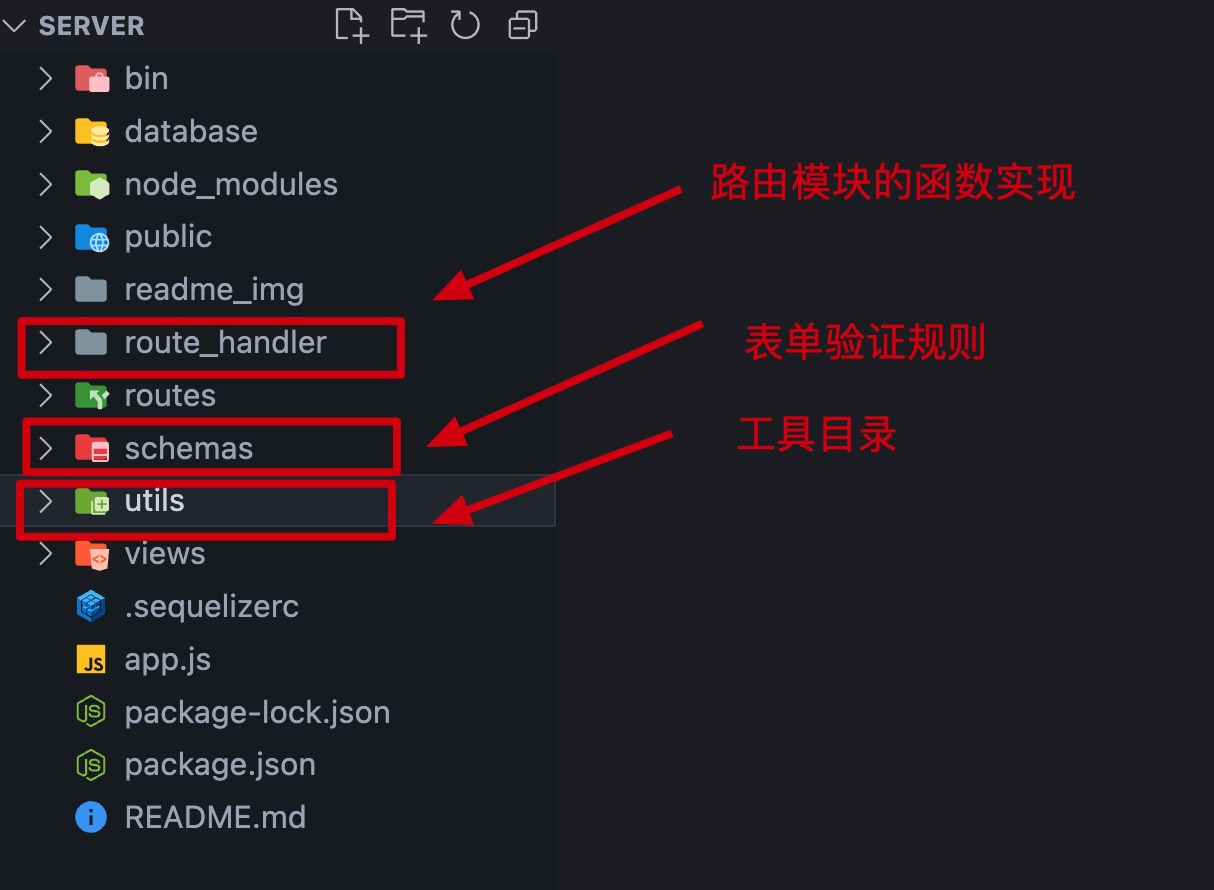 SERVER
bin
database
node_modules
路由模块的函数实现
public
readme_img
route_handler
表单验证规则
routes
schemas
工具目录
utils
views
.sequelizerc
JS app.js
JS package-lock.json
JS package.json
README.md